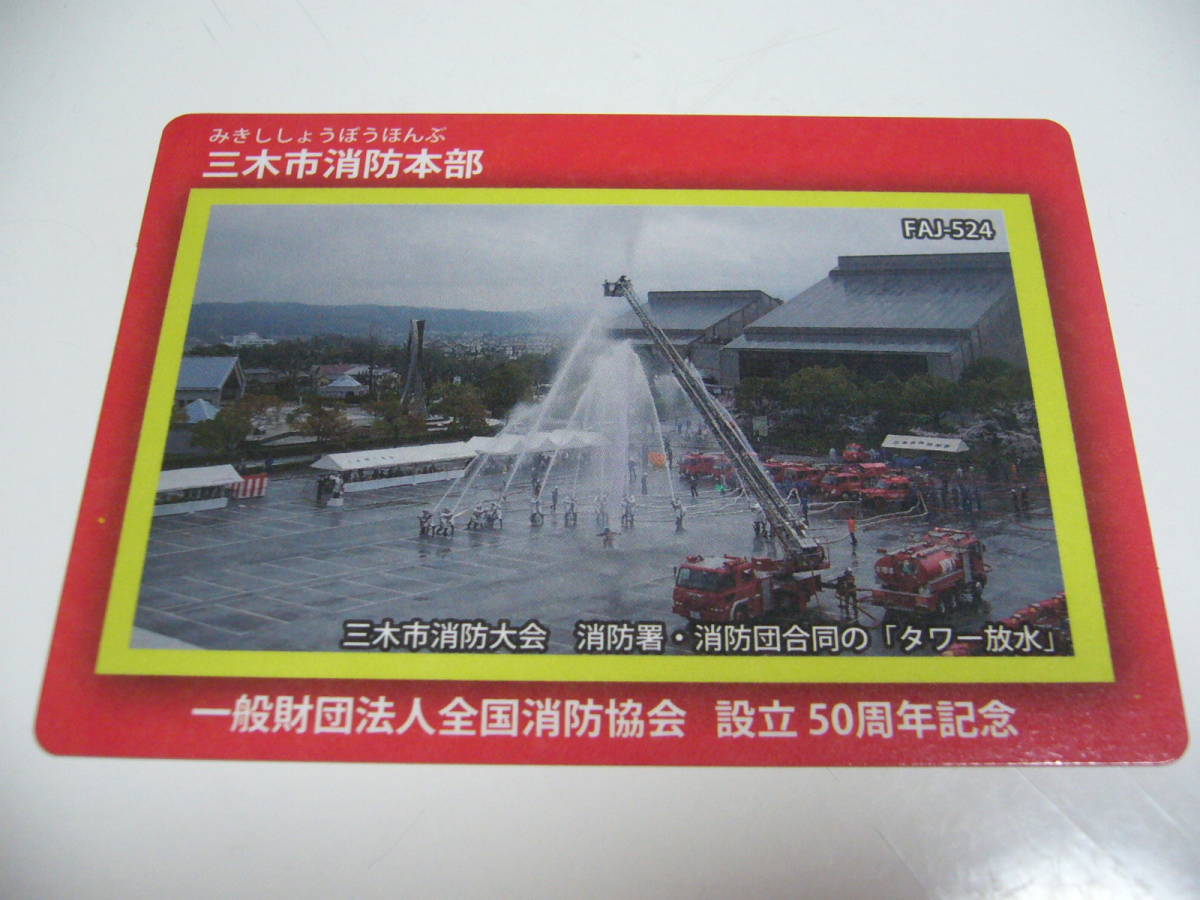 みきししょうぼうほんぶ
三木市消防本部
FAJ-524
三木市消防大会 消防署・消防団合同の「タワー放水」
一般財団法人全国消防協会 設立 50周年記念